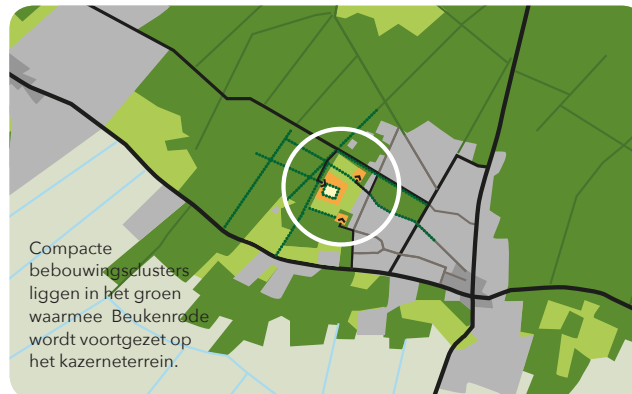 Compacte
bebouwingsclusters
liggen in het groen
waarmee Beukenrode
wordt voortgezet op
het kazerneterrein.